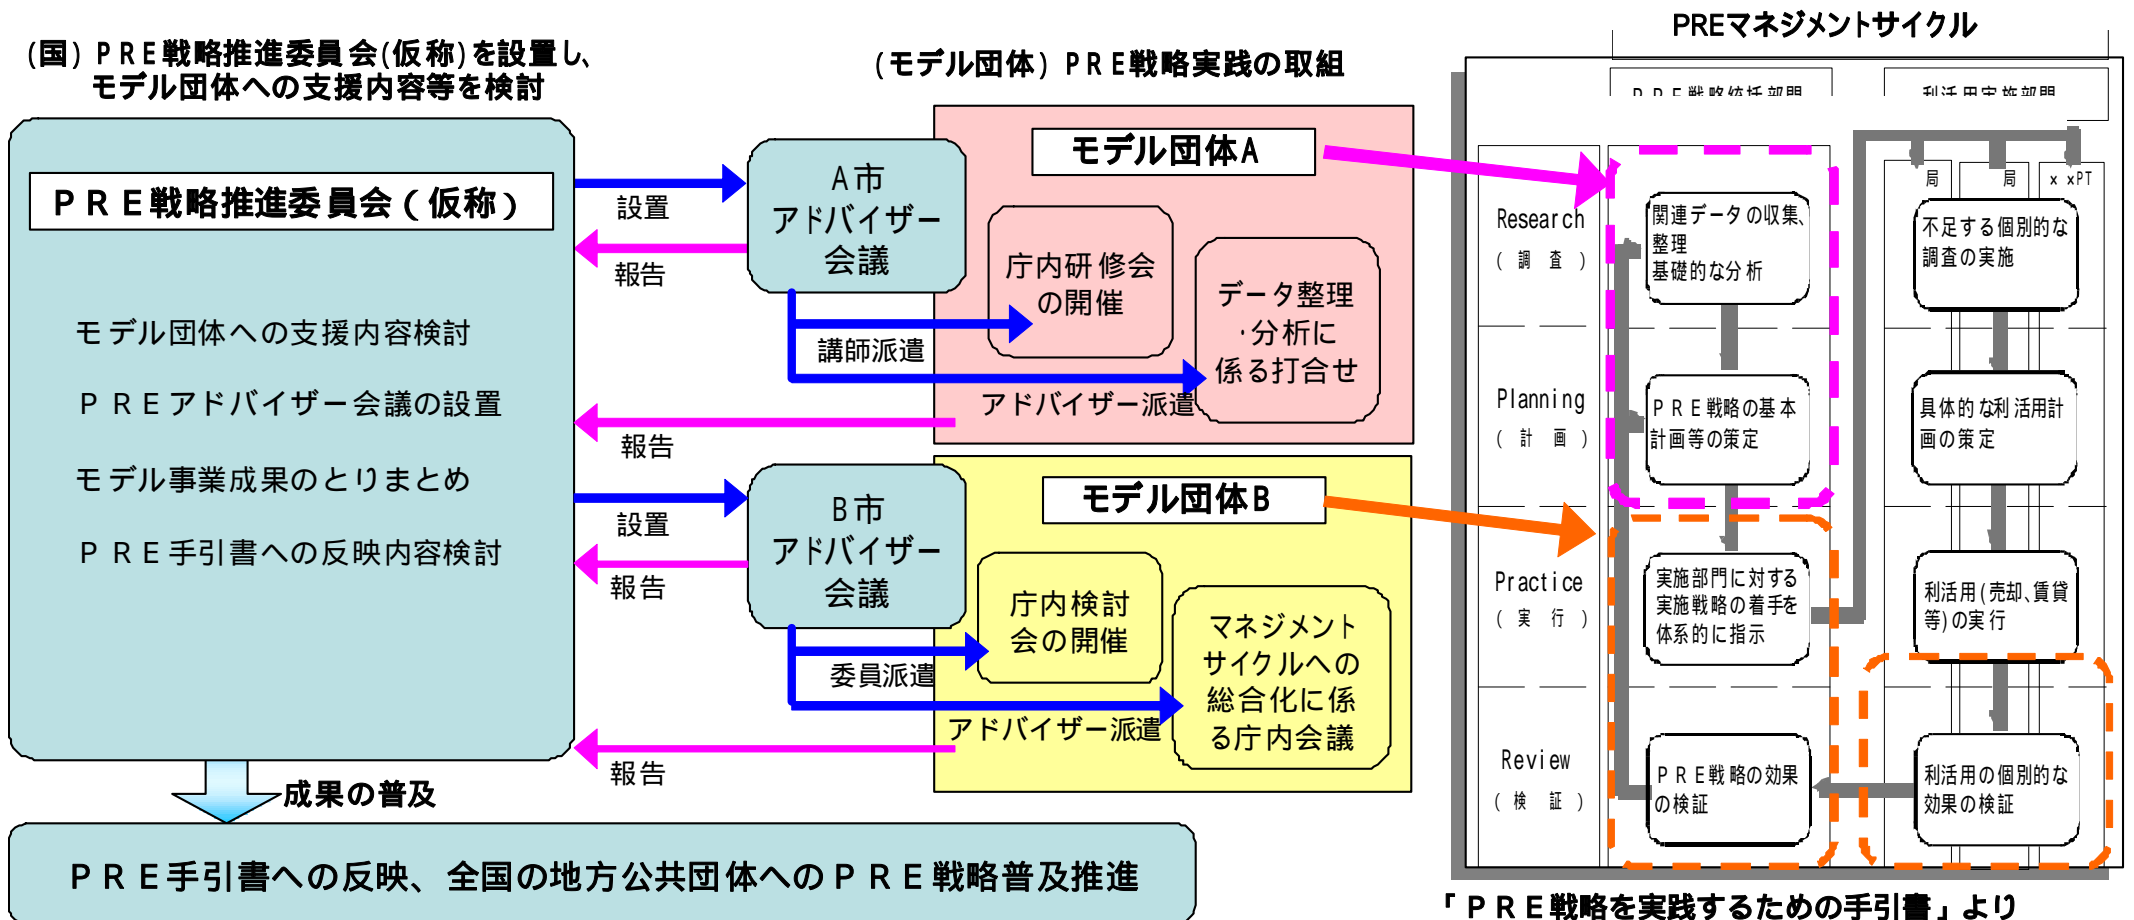 (国) ＰＲＥ戦略推進委員会(仮称)を設置し、
モデル団体への支援内容等を検討
ＰＲＥ戦略推進委員会（仮称）
モデル団体への支援内容検討
ＰＲＥアドバイザー会議の設置
モデル事業成果のとりまとめ
ＰＲＥ手引書への反映内容検討
成果の普及
ＰＲＥ手引書への反映、全国の地方公共団体へのＰＲＥ戦略普及推進
設置
報告
報告
設置
報告
報告
(モデル団体) ＰＲＥ戦略実践の取組
A市
アドバイザー
会議
モデル団体A
庁内研修会
の開催
データ整理
・分析に
係る打合せ
講師派遣
アドバイザー派遣
B市
アドバイザー
会議
モデル団体B
庁内検討
会の開催
マネジメント
サイクルへの
総合化に係
る庁内会議
委員派遣
アドバイザー派遣
PREマネジメントサイクル
ＰＲＥ戦略統括部門
利活用実施部門
局
局
××PT
Research
(調査)
関連データの収集、
整理
基礎的な分析
不足する個別的な
調査の実施
Planning
(計画)
ＰＲＥ戦略の基本
計画等の策定
具体的な利活用計
画の策定
Practice
(実行)
実施部門に対する
実施戦略の着手を
体系的に指示
利活用(売却、賃貸
等)の実行
Review
(検証)
ＰＲＥ戦略の効果
の検証
利活用の個別的な
効果の検証
「ＰＲＥ戦略を実践するための手引書」より